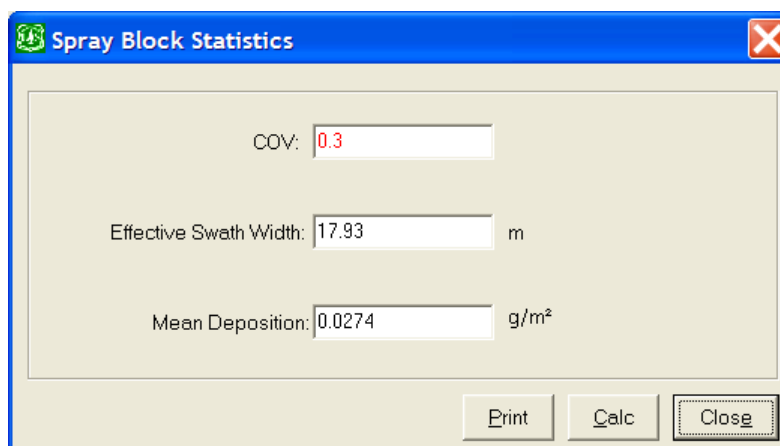 Spray Block Statistics
COV: 0.3
Effective Swath Width: 17.93 m
Mean Deposition: 0.0274 g/m²
Print Calc Close